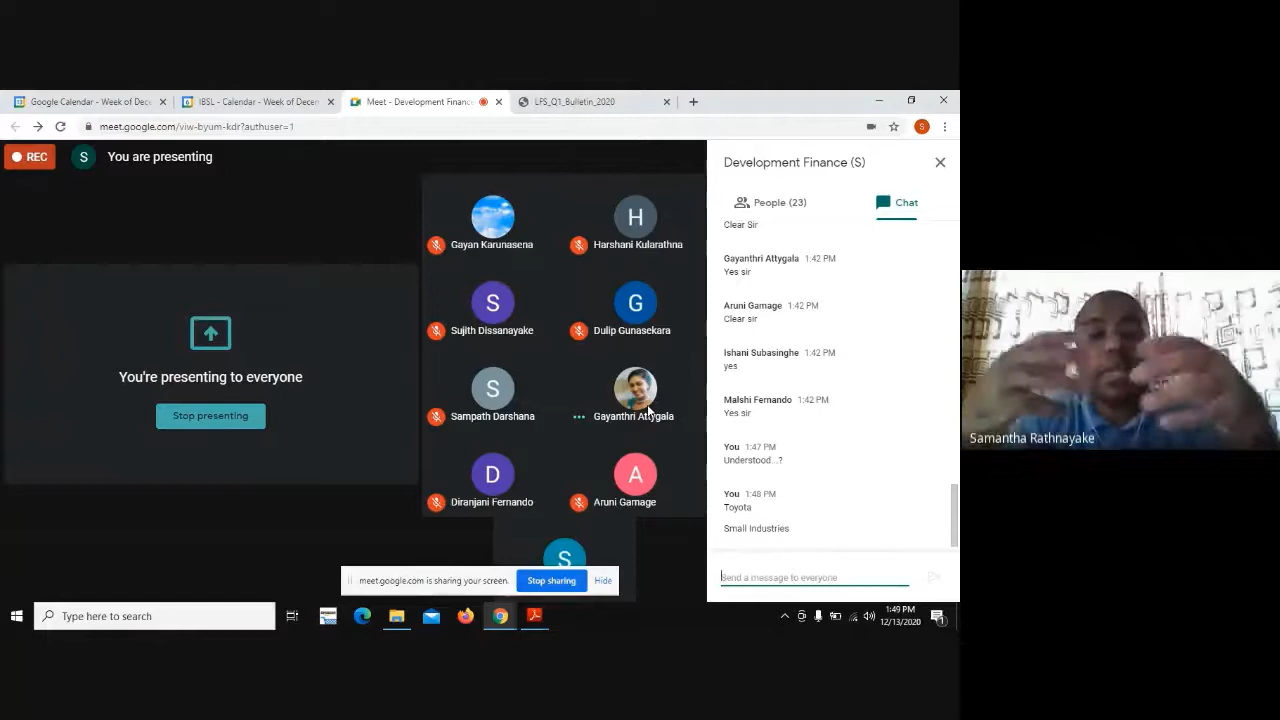 Google Calendar - Week of Dece
IBSL - Calendar - Week of Decem
Meet - Development Finance
LFS_Q1_Bulletin_2020
meet.google.com/viw-byum-kdr?authuser=1
S
REC
S
You are presenting
Gayan Karunasena
H
Harshani Kularathna
S
Sujith Dissanayake
G
Dulip Gunasekara
S
Sampath Darshana
Gayanthri Attygala
D
Diranjani Fernando
A
Aruni Gamage
S
You're presenting to everyone
Stop presenting
meet.google.com is sharing your screen.
Stop sharing
Hide
Development Finance (S)
People (23)
Chat
Clear Sir
Gayanthri Attygala 1:42 PM
Yes sir
Aruni Gamage 1:42 PM
Clear sir
Ishani Subasinghe 1:42 PM
yes
Malshi Fernando 1:42 PM
Yes sir
You 1:47 PM
Understood...?
You 1:48 PM
Toyota
Small Industries
Send a message to everyone
Samantha Rathnayake
Type here to search
1:49 PM
12/13/2020
1